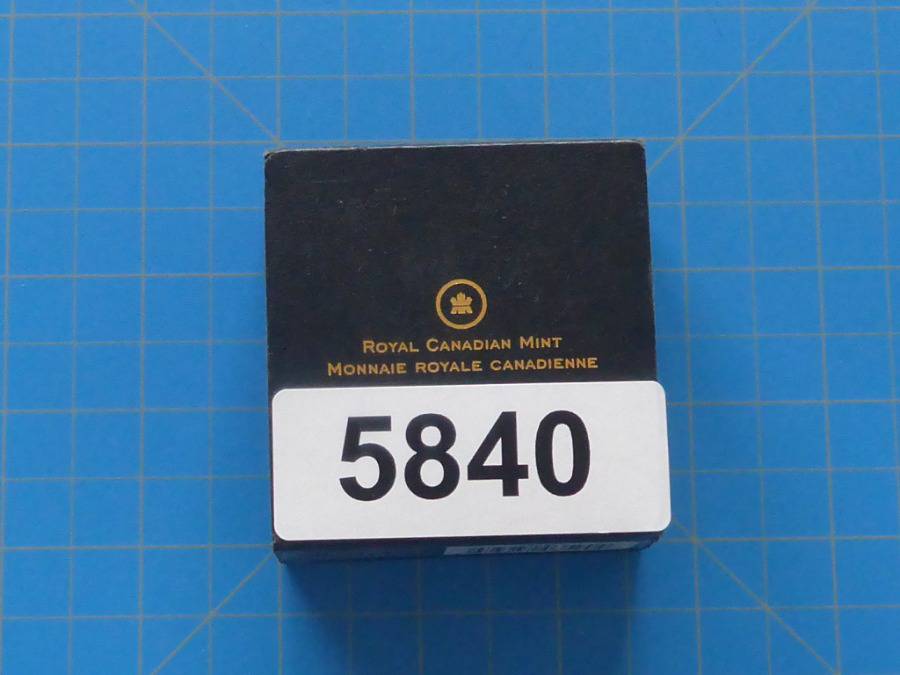 Royal Canadian Mint
Monnaie royale canadienne
5840